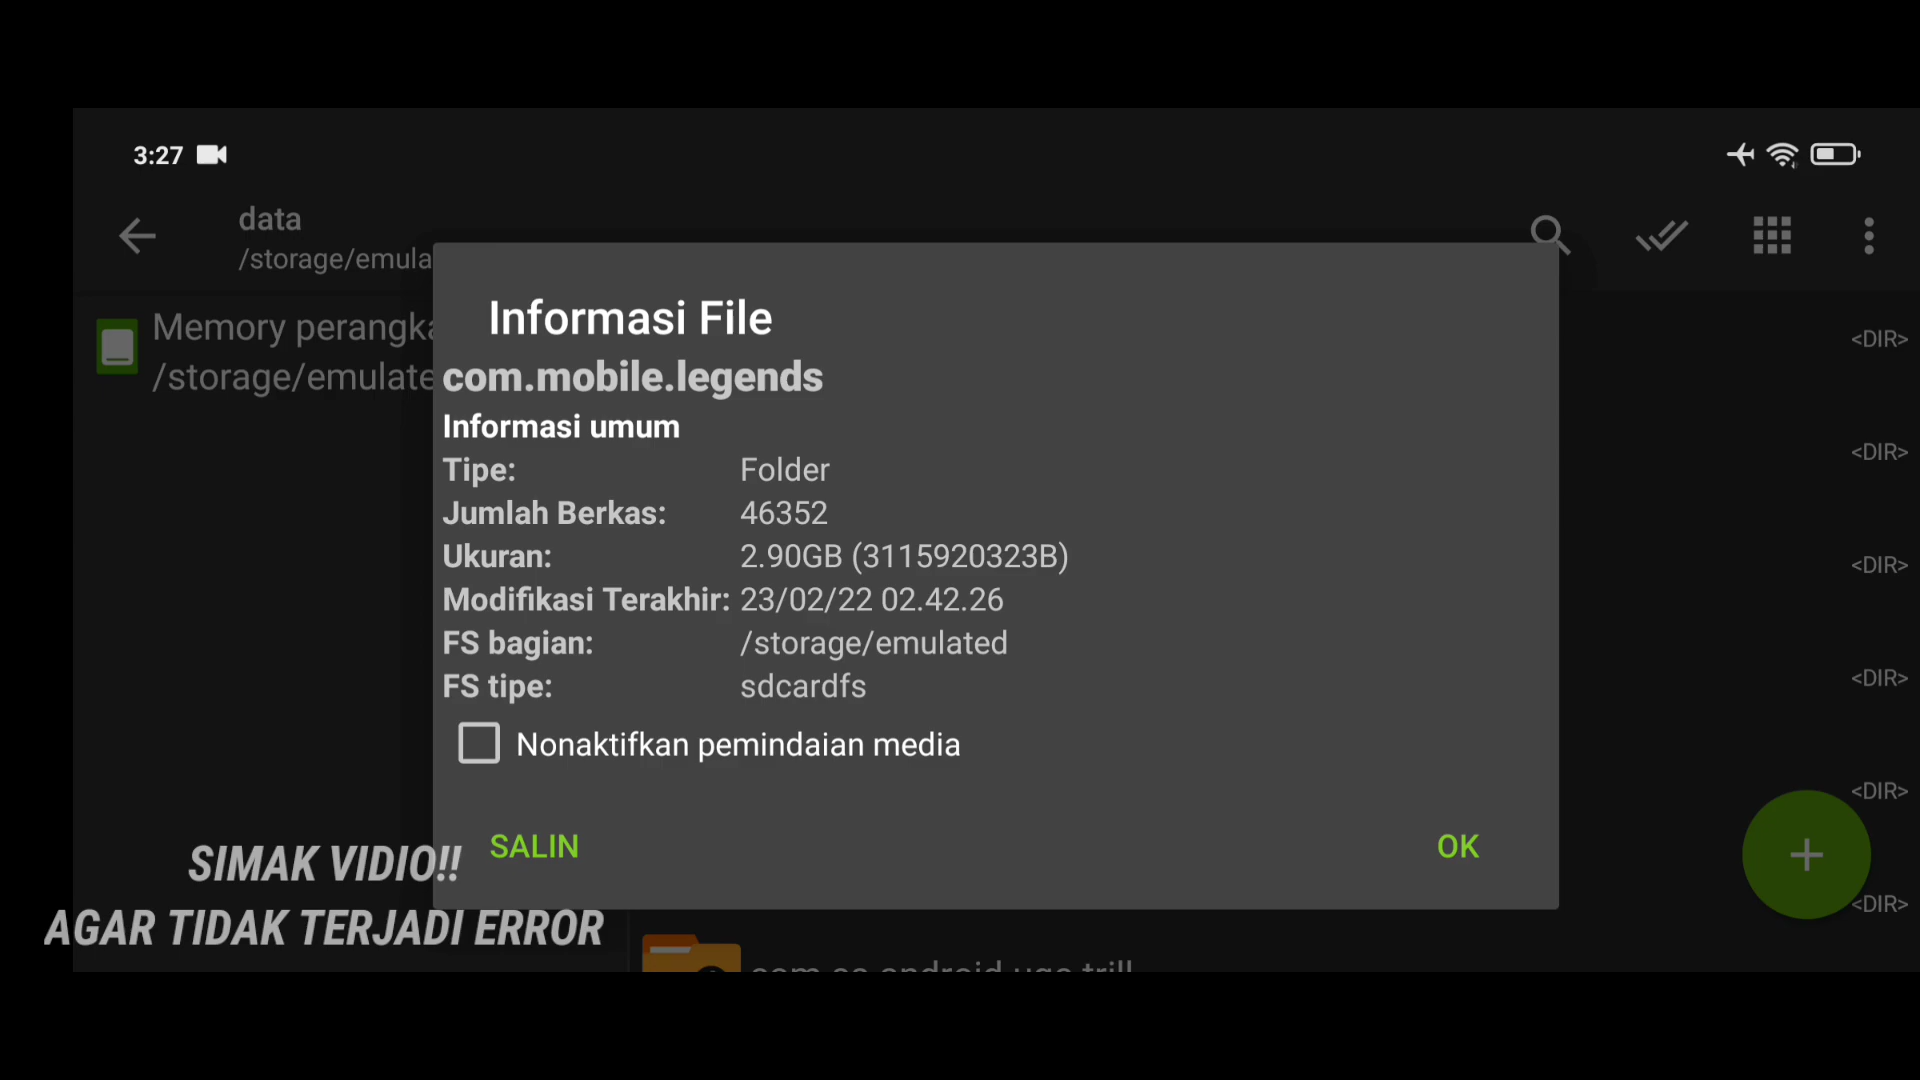 3:27
data
/storage/emula
Memory perangka
/storage/emulate
Informasi File
com.mobile.legends
Informasi umum
Tipe: Folder
Jumlah Berkas: 46352
Ukuran: 2.90GB (3115920323B)
Modifikasi Terakhir: 23/02/22 02.42.26
FS bagian: /storage/emulated
FS tipe: sdcardfs
Nonaktifkan pemindaian media
SALIN
OK
<DIR>
<DIR>
<DIR>
<DIR>
<DIR>
<DIR>
SIMAK VIDIO!!
AGAR TIDAK TERJADI ERROR